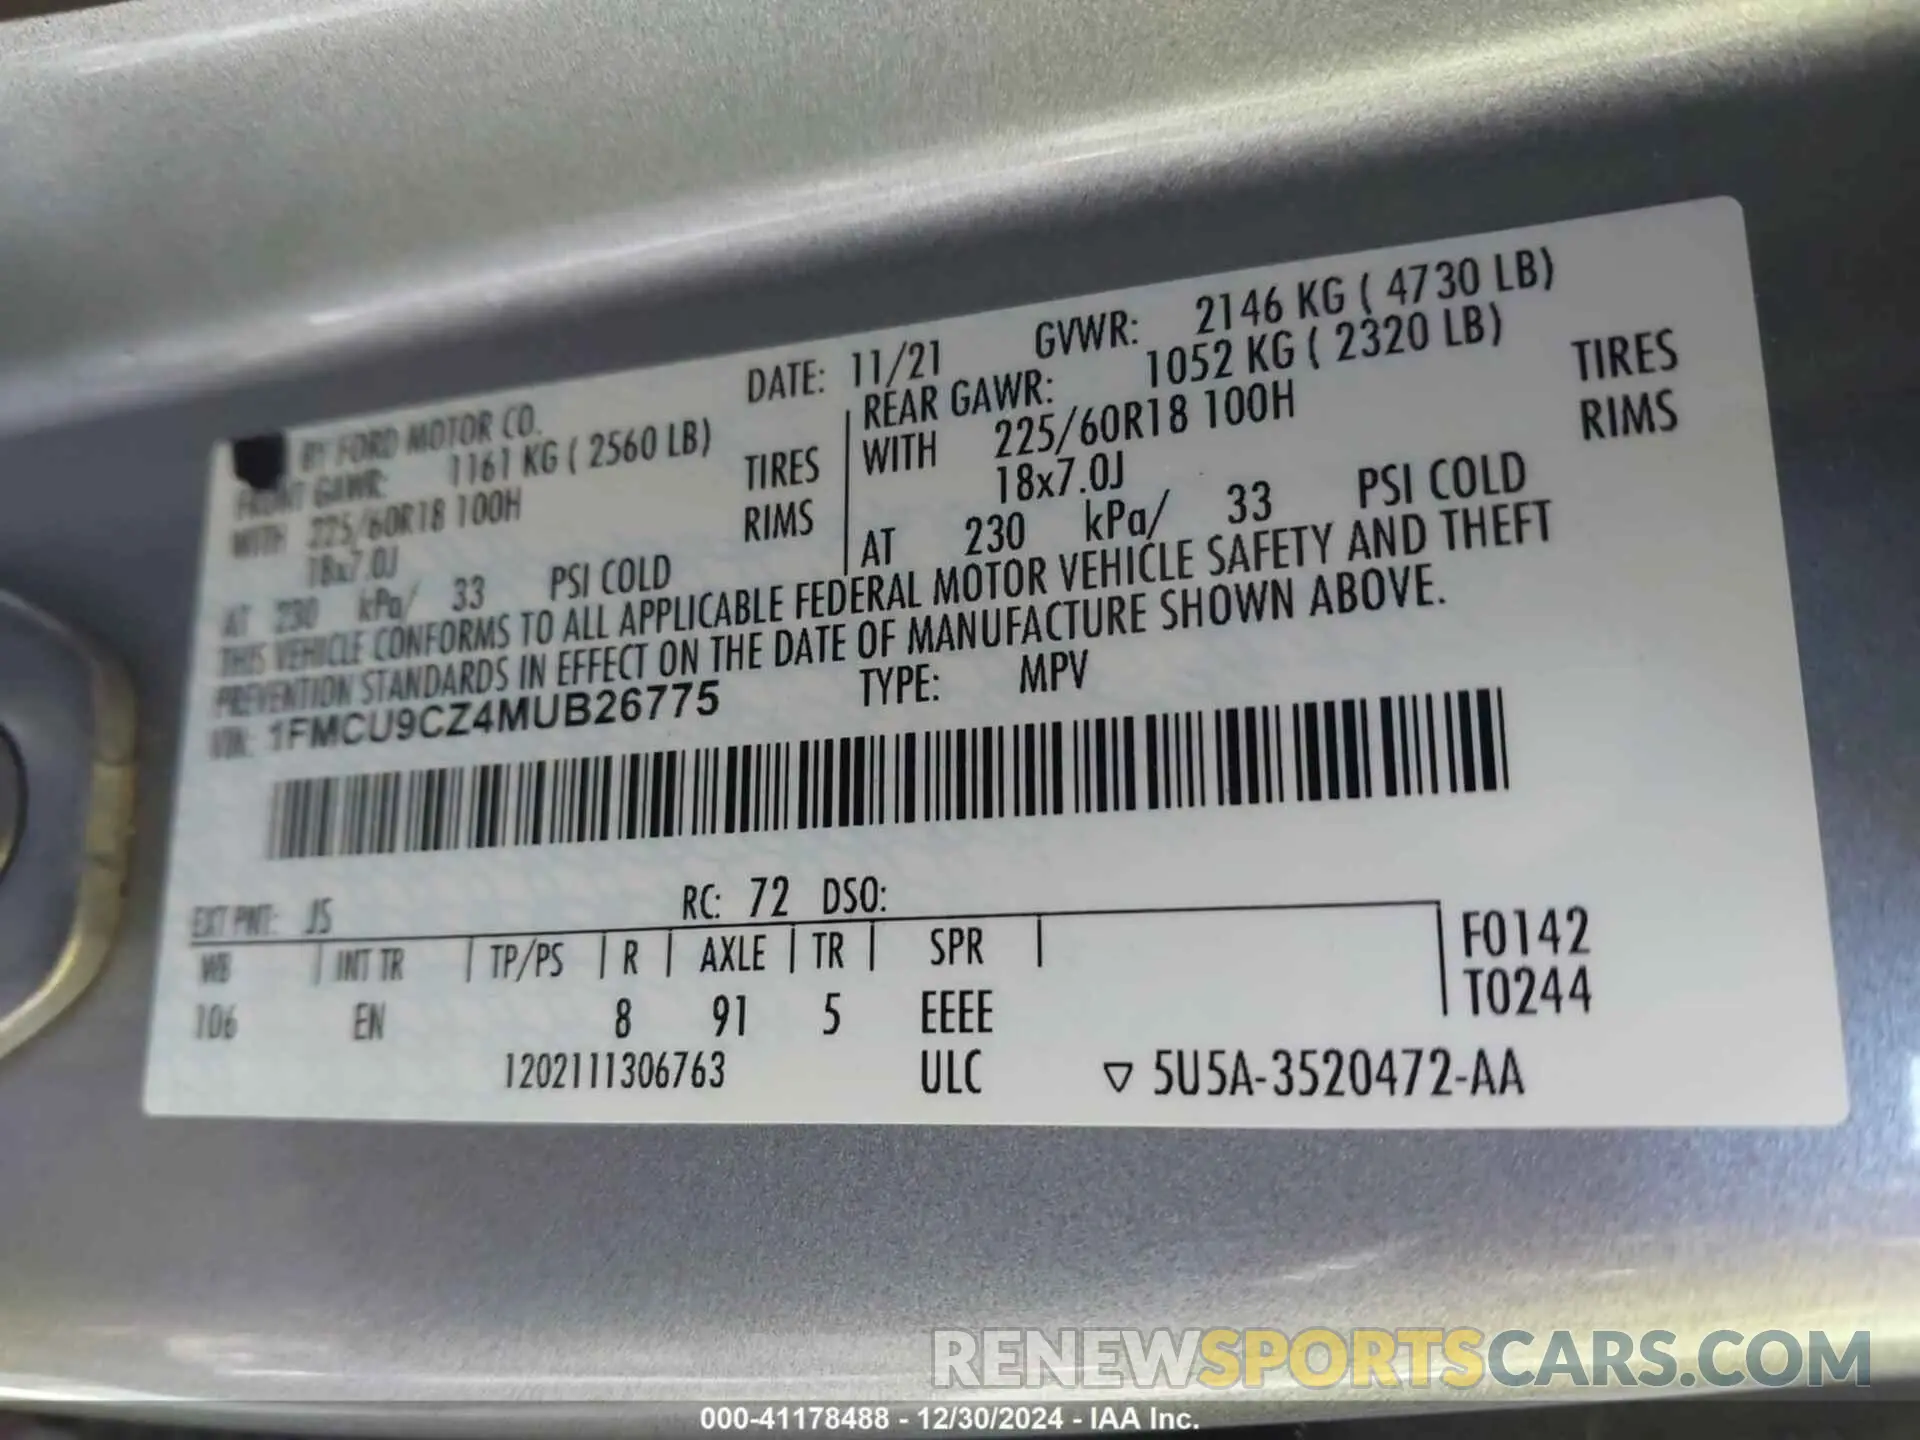 BY FORD MOTOR CO. DATE: 11/21 GVWR: 2146 KG ( 4730 LB)
FRONT GAWR: 1161 KG ( 2560 LB) REAR GAWR: 1052 KG ( 2320 LB)
WITH 225/60R18 100H TIRES WITH 225/60R18 100H TIRES
18x7.0J RIMS 18x7.0J RIMS
AT 230 kPa/ 33 PSI COLD AT 230 kPa/ 33 PSI COLD
THIS VEHICLE CONFORMS TO ALL APPLICABLE FEDERAL MOTOR VEHICLE SAFETY AND THEFT
PREVENTION STANDARDS IN EFFECT ON THE DATE OF MANUFACTURE SHOWN ABOVE.
VIN: 1FMCU9CZ4MUB26775 TYPE: MPV
EXT PNT: JS RC: 72 DSO:
WB INT TR TP/PS R AXLE TR SPR F0142
106 EN 8 91 5 EEEE T0244
1202111306763 ULC ▽ 5U5A-3520472-AA
RENEWSPORTSCARS.COM
000-41178488 - 12/30/2024 - IAA Inc.